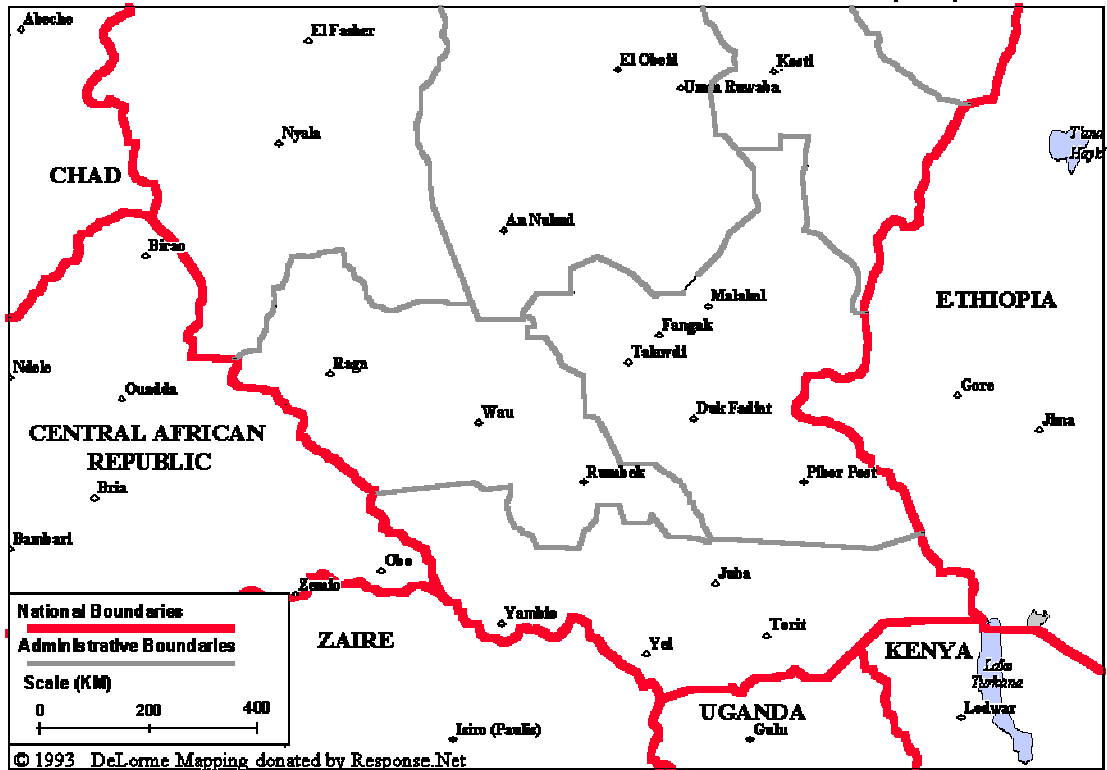 Abeche
El Fasher
El Obeid
Kosti
Umm Ruwaba
Nyala
CHAD
An Nuhud
Birao
ETHIOPIA
Malakal
Fangak
Talowdi
Ndele
Raga
Ouadda
Gore
Wau
Duk Fadiat
Jima
CENTRAL AFRICAN
REPUBLIC
Rumbek
Pibor Post
Bria
Bambari
Obo
Juba
Zemio
National Boundaries
Administrative Boundaries
Scale (KM)
0 200 400
ZAIRE
Yambio
Torit
Yei
KENYA
Lake
Turkana
UGANDA
Lodwar
Isiro (Paulis)
Gulu
© 1993 DeLorme Mapping donated by Response.Net